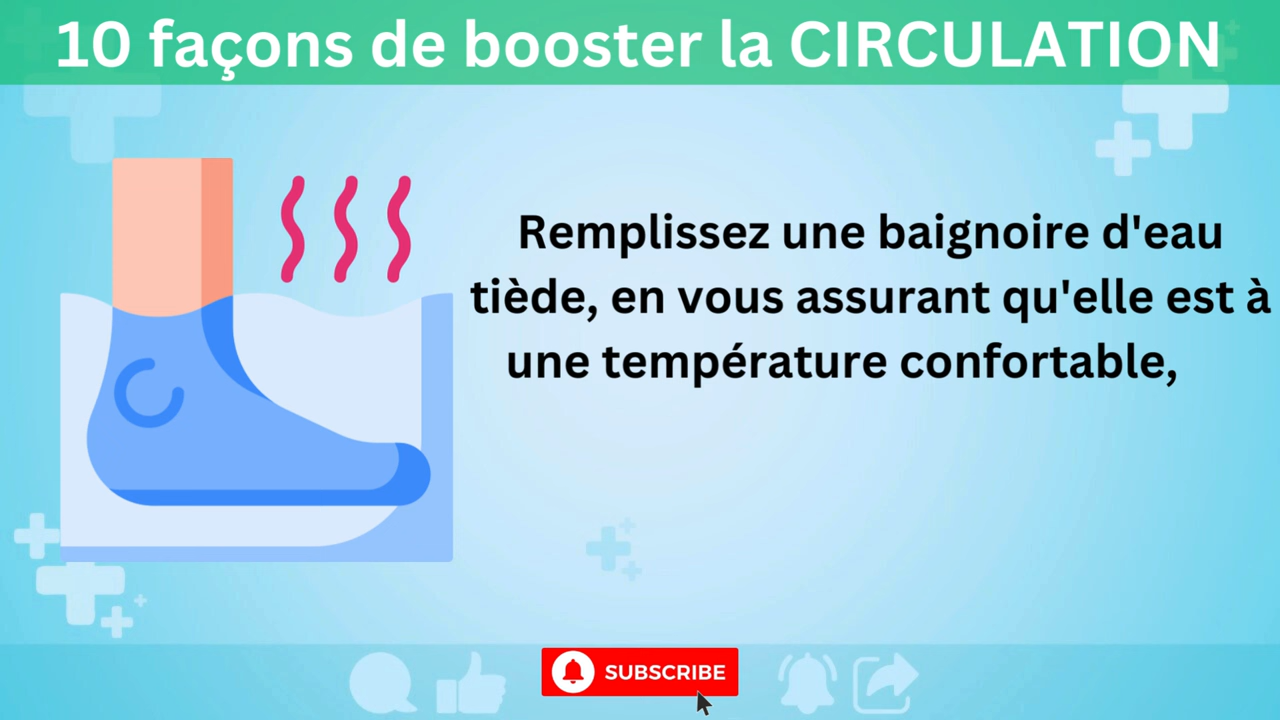 10 façons de booster la CIRCULATION
Remplissez une baignoire d'eau
tiède, en vous assurant qu'elle est à
une température confortable,
SUBSCRIBE